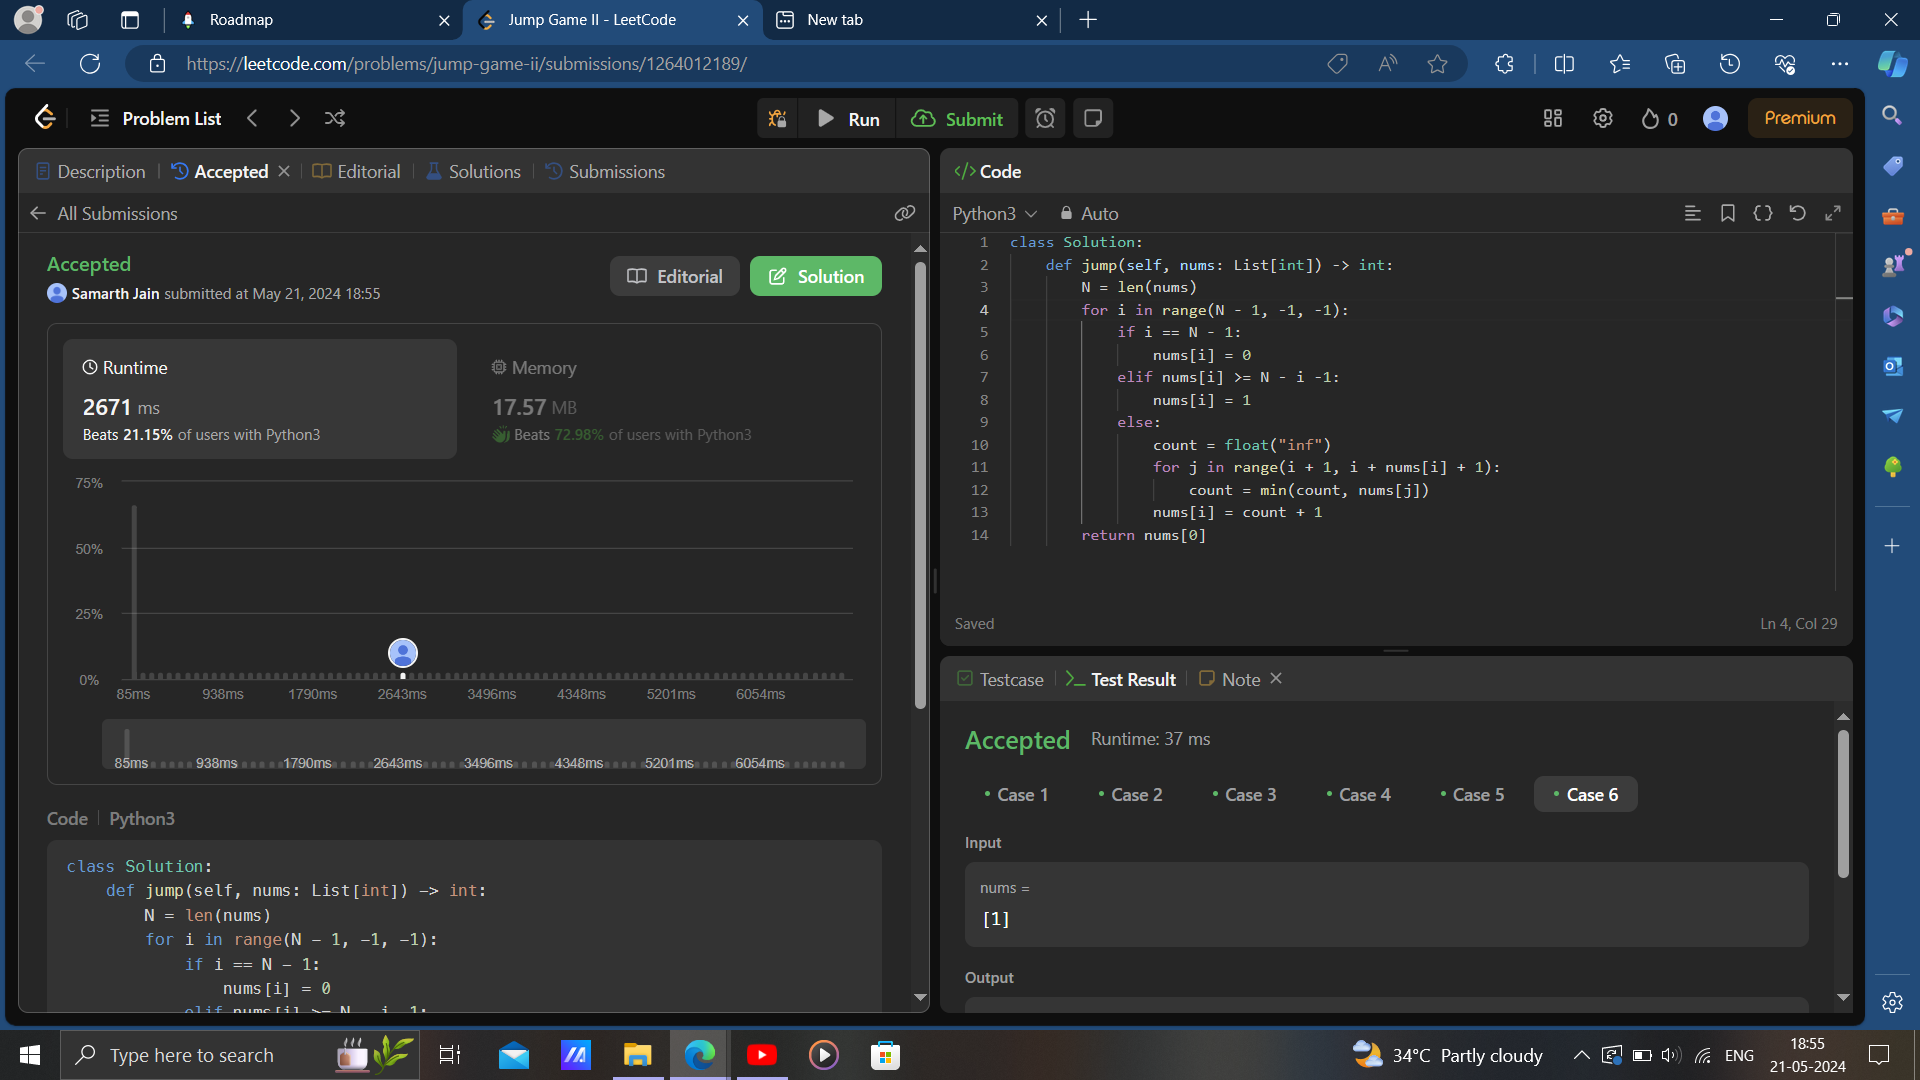 Roadmap
Jump Game II - LeetCode
New tab
https://leetcode.com/problems/jump-game-ii/submissions/1264012189/
Problem List
Run
Submit
0
Premium
Description
Accepted
Editorial
Solutions
Submissions
All Submissions
Accepted
Samarth Jain submitted at May 21, 2024 18:55
Editorial
Solution
Runtime
2671 ms
Beats 21.15% of users with Python3
Memory
17.57 MB
Beats 72.98% of users with Python3
75%
50%
25%
0%
85ms 938ms 1790ms 2643ms 3496ms 4348ms 5201ms 6054ms
85ms 938ms 1790ms 2643ms 3496ms 4348ms 5201ms 6054ms
Code | Python3
class Solution:
    def jump(self, nums: List[int]) -> int:
        N = len(nums)
        for i in range(N - 1, -1, -1):
            if i == N - 1:
                nums[i] = 0
            elif nums[i] >= N - i -1:
</> Code
Python3
Auto
1 class Solution:
2     def jump(self, nums: List[int]) -> int:
3         N = len(nums)
4         for i in range(N - 1, -1, -1):
5             if i == N - 1:
6                 nums[i] = 0
7             elif nums[i] >= N - i -1:
8                 nums[i] = 1
9             else:
10                 count = float("inf")
11                 for j in range(i + 1, i + nums[i] + 1):
12                     count = min(count, nums[j])
13                 nums[i] = count + 1
14         return nums[0]
Saved
Ln 4, Col 29
Testcase
Test Result
Note
Accepted
Runtime: 37 ms
• Case 1
• Case 2
• Case 3
• Case 4
• Case 5
• Case 6
Input
nums =
[1]
Output
Type here to search
34°C Partly cloudy
ENG
18:55
21-05-2024